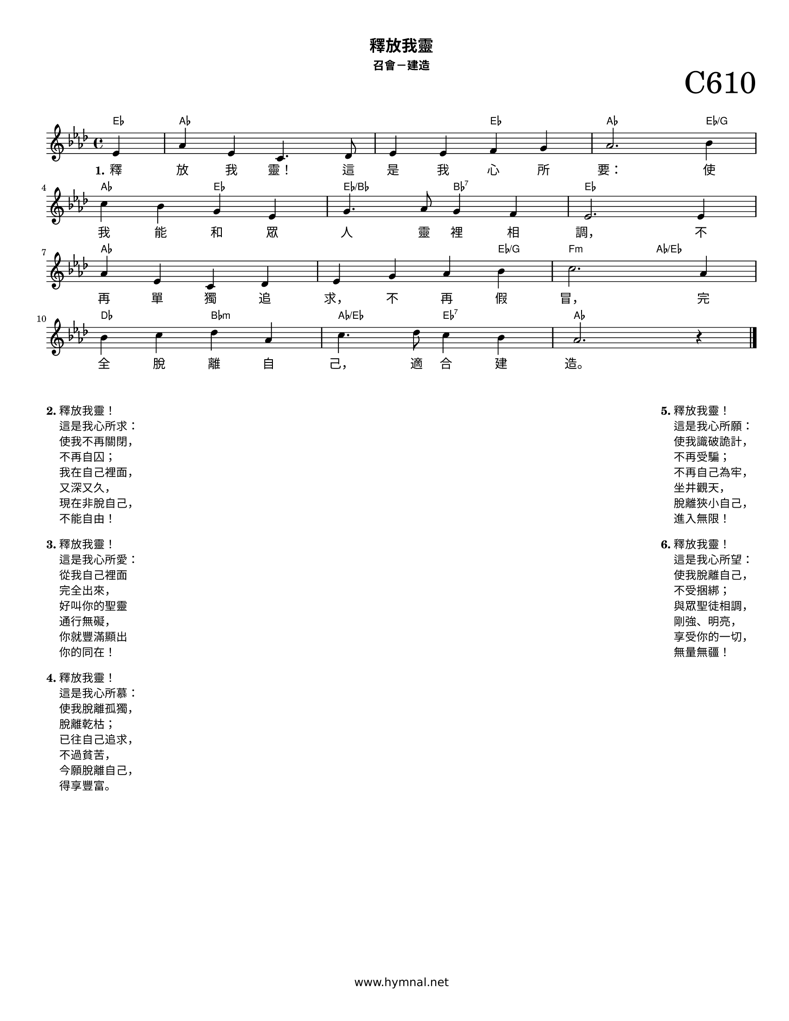 釋放我靈
召會－建造
C610
E♭ A♭ E♭ A♭ E♭/G
1. 釋 放 我 靈！ 這 是 我 心 所 要： 使
4 A♭ E♭ E♭/B♭ B♭7 E♭
我 能 和 眾 人 靈 裡 相 調， 不
7 A♭ E♭/G Fm A♭/E♭
再 單 獨 追 求， 不 再 假 冒， 完
10 D♭ B♭m A♭/E♭ E♭7 A♭
全 脫 離 自 己， 適 合 建 造。
2. 釋放我靈！
這是我心所求：
使我不再關閉，
不再自囚；
我在自己裡面，
又深又久，
現在非脫自己，
不能自由！
3. 釋放我靈！
這是我心所愛：
從我自己裡面
完全出來，
好叫你的聖靈
通行無礙，
你就豐滿顯出
你的同在！
4. 釋放我靈！
這是我心所慕：
使我脫離孤獨，
脫離乾枯；
已往自己追求，
不過貧苦，
今願脫離自己，
得享豐富。
5. 釋放我靈！
這是我心所願：
使我識破詭計，
不再受騙；
不再自己為牢，
坐井觀天，
脫離狹小自己，
進入無限！
6. 釋放我靈！
這是我心所望：
使我脫離自己，
不受捆綁；
與眾聖徒相調，
剛強、明亮，
享受你的一切，
無量無疆！
www.hymnal.net